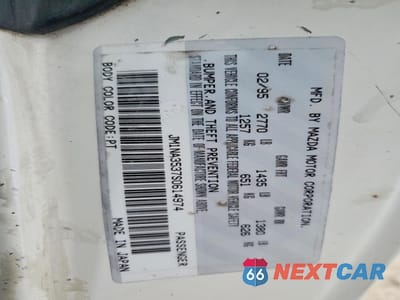 MFD. BY MAZDA MOTOR CORPORATION.
GVWR GAWR FRT GAWR RR
02/95 2770 LB 1435 LB 1380 LB
1257 KG 651 KG 626 KG
THIS VEHICLE CONFORMS TO ALL APPLICABLE FEDERAL MOTOR VEHICLE SAFETY
STANDARDS IN EFFECT ON THE DATE OF MANUFACTURE SHOWN ABOVE.
,BUMPER,AND THEFT PREVENTION
JM1NA3537S0614974 PASSENGER
BODY COLOR CODE:PT MADE IN JAPAN
66 NEXTCAR